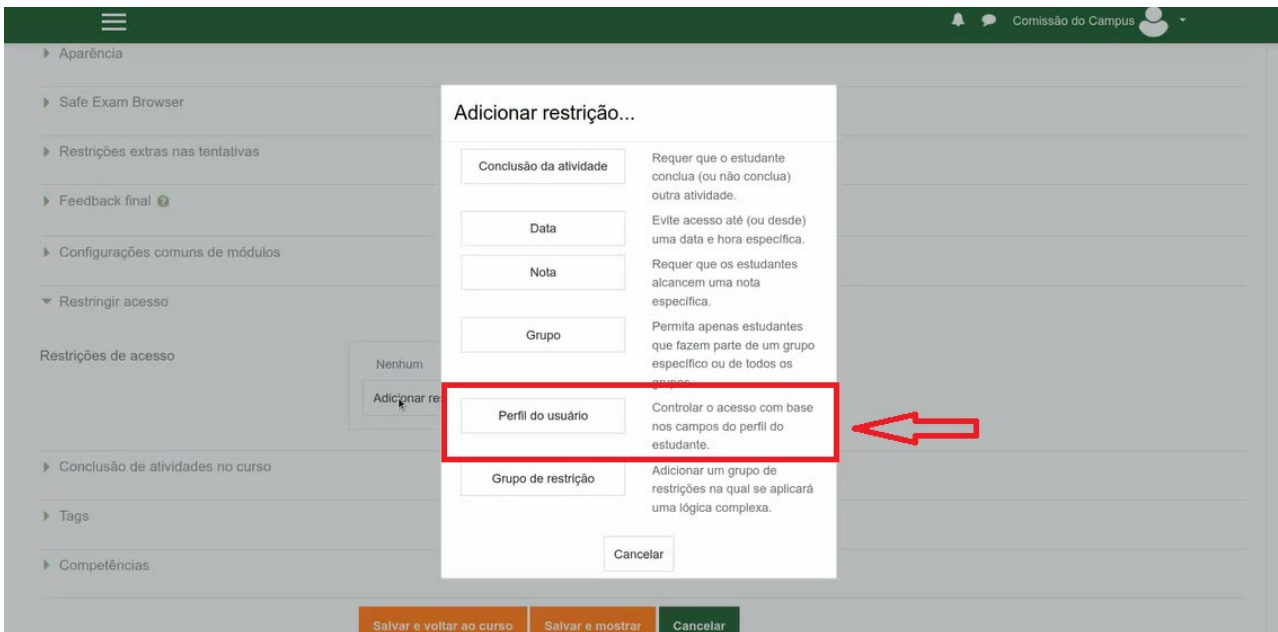 Comissão do Campus
Aparência
Safe Exam Browser
Restrições extras nas tentativas
Feedback final
Configurações comuns de módulos
Restringir acesso
Restrições de acesso
Nenhum
Adicionar re
Conclusão de atividades no curso
Tags
Competências
Salvar e voltar ao curso
Salvar e mostrar
Cancelar
Adicionar restrição...
Conclusão da atividade
Requer que o estudante
conclua (ou não conclua)
outra atividade.
Data
Evite acesso até (ou desde)
uma data e hora específica.
Nota
Requer que os estudantes
alcancem uma nota
específica.
Grupo
Permita apenas estudantes
que fazem parte de um grupo
específico ou de todos os
grupos.
Perfil do usuário
Controlar o acesso com base
nos campos do perfil do
estudante.
Grupo de restrição
Adicionar um grupo de
restrições na qual se aplicará
uma lógica complexa.
Cancelar